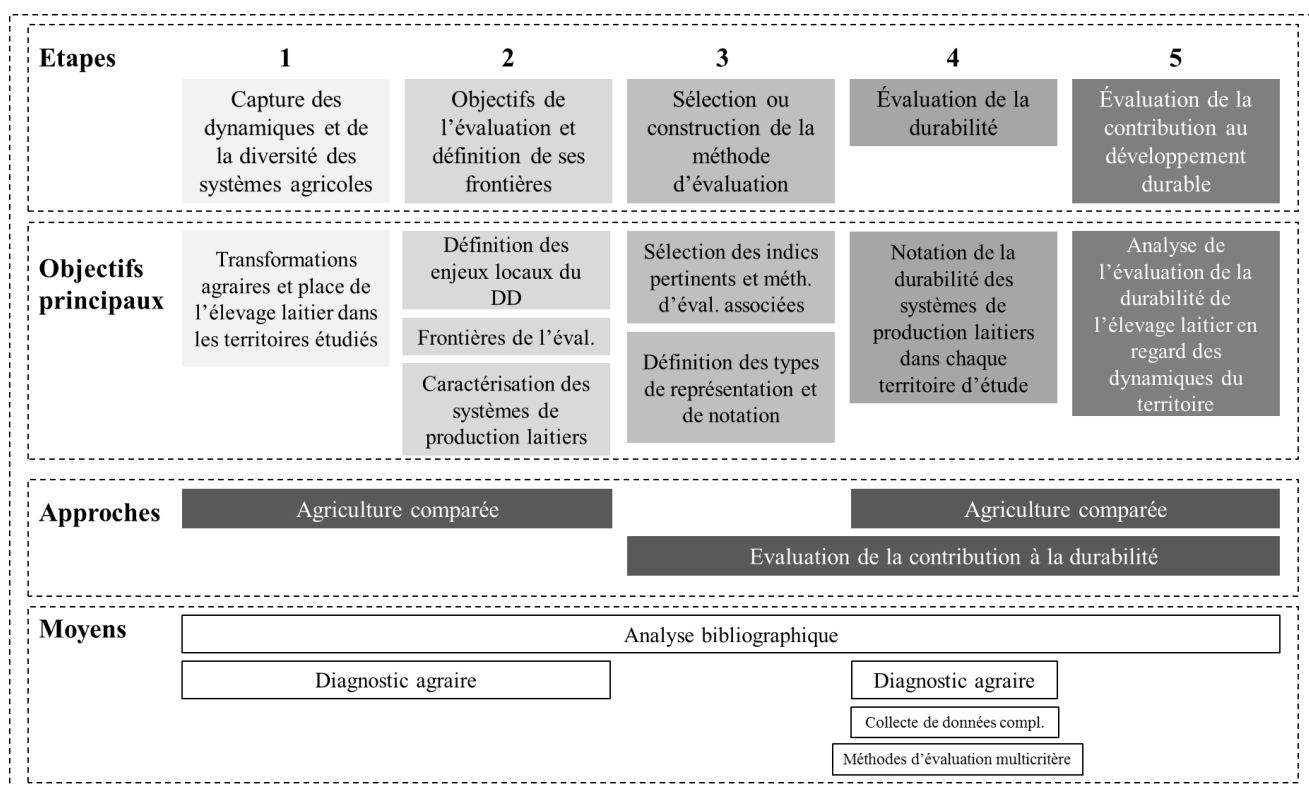 Etapes
1
2
3
4
5
Capture des
dynamiques et de
la diversité des
systèmes agricoles
Objectifs de
l’évaluation et
définition de ses
frontières
Sélection ou
construction de la
méthode
d’évaluation
Évaluation de la
durabilité
Évaluation de la
contribution au
développement
durable
Objectifs
principaux
Transformations
agraires et place de
l’élevage laitier dans
les territoires étudiés
Définition des
enjeux locaux du
DD
Frontières de l’éval.
Caractérisation des
systèmes de
production laitiers
Sélection des indics
pertinents et méth.
d’éval. associées
Définition des types
de représentation et
de notation
Notation de la
durabilité des
systèmes de
production laitiers
dans chaque
territoire d’étude
Analyse de
l’évaluation de la
durabilité de
l’élevage laitier en
regard des
dynamiques du
territoire
Approches
Agriculture comparée
Agriculture comparée
Evaluation de la contribution à la durabilité
Moyens
Analyse bibliographique
Diagnostic agraire
Diagnostic agraire
Collecte de données compl.
Méthodes d’évaluation multicritère